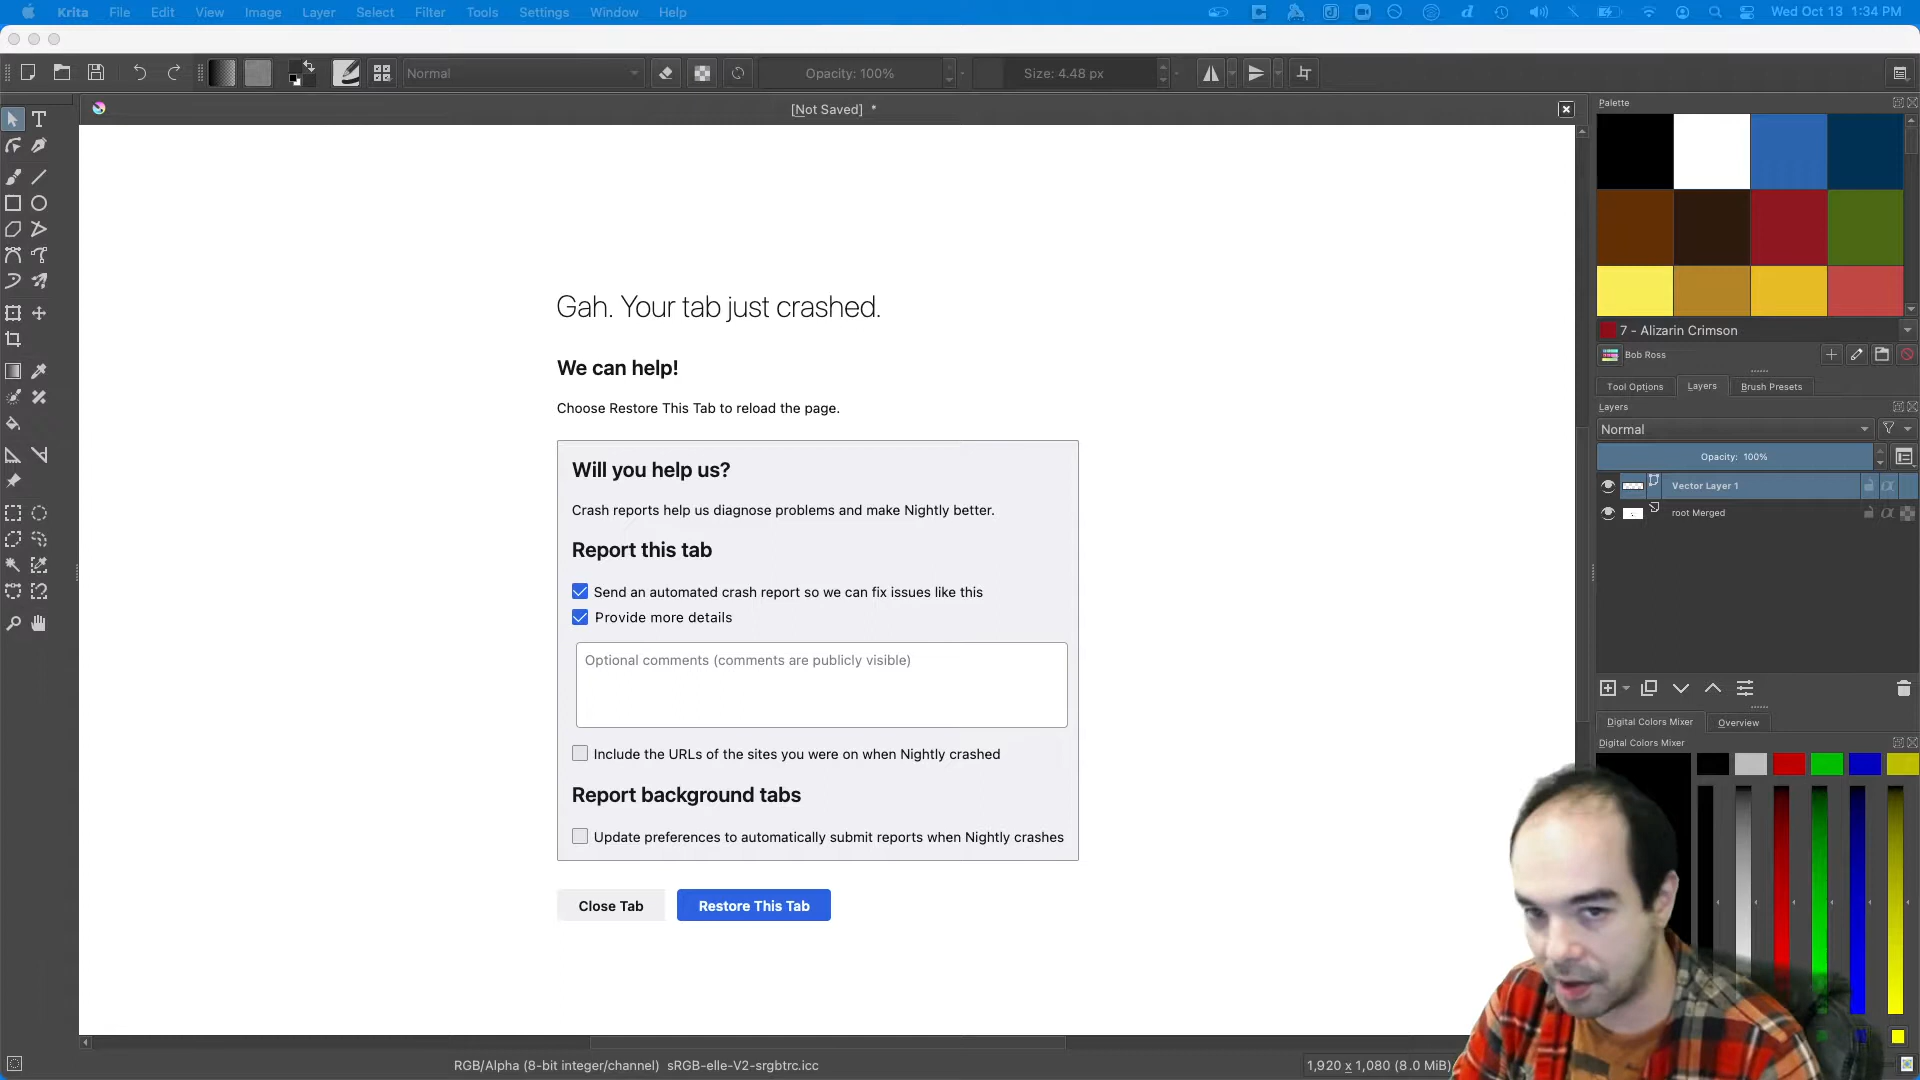 Krita File Edit View Image Layer Select Filter Tools Settings Window Help Wed Oct 13 1:34 PM
Normal Opacity: 100% Size: 4.48 px
[Not Saved] *
Palette
7 - Alizarin Crimson
Bob Ross
Tool Options Layers Brush Presets
Layers
Normal
Opacity: 100%
Vector Layer 1
root Merged
Digital Colors Mixer Overview
Digital Colors Mixer
Gah. Your tab just crashed.
We can help!
Choose Restore This Tab to reload the page.
Will you help us?
Crash reports help us diagnose problems and make Nightly better.
Report this tab
Send an automated crash report so we can fix issues like this
Provide more details
Optional comments (comments are publicly visible)
Include the URLs of the sites you were on when Nightly crashed
Report background tabs
Update preferences to automatically submit reports when Nightly crashes
Close Tab Restore This Tab
RGB/Alpha (8-bit integer/channel) sRGB-elle-V2-srgbtrc.icc 1,920 x 1,080 (8.0 MiB)